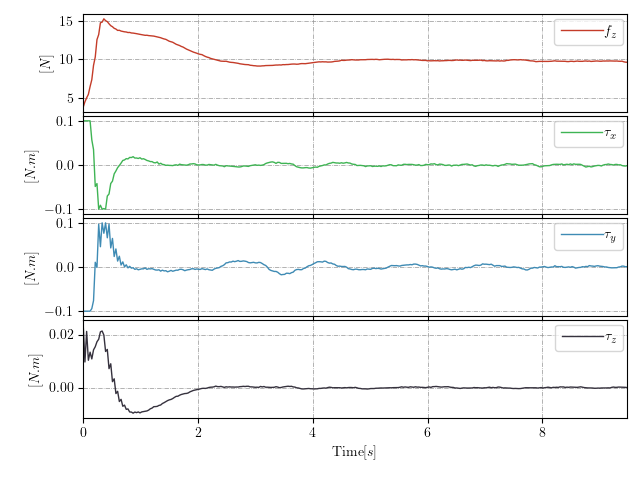 15
10
5
[N]
f_z
0.1
0.0
−0.1
[N.m]
τ_x
0.1
0.0
−0.1
[N.m]
τ_y
0.02
0.00
[N.m]
τ_z
0 2 4 6 8
Time[s]